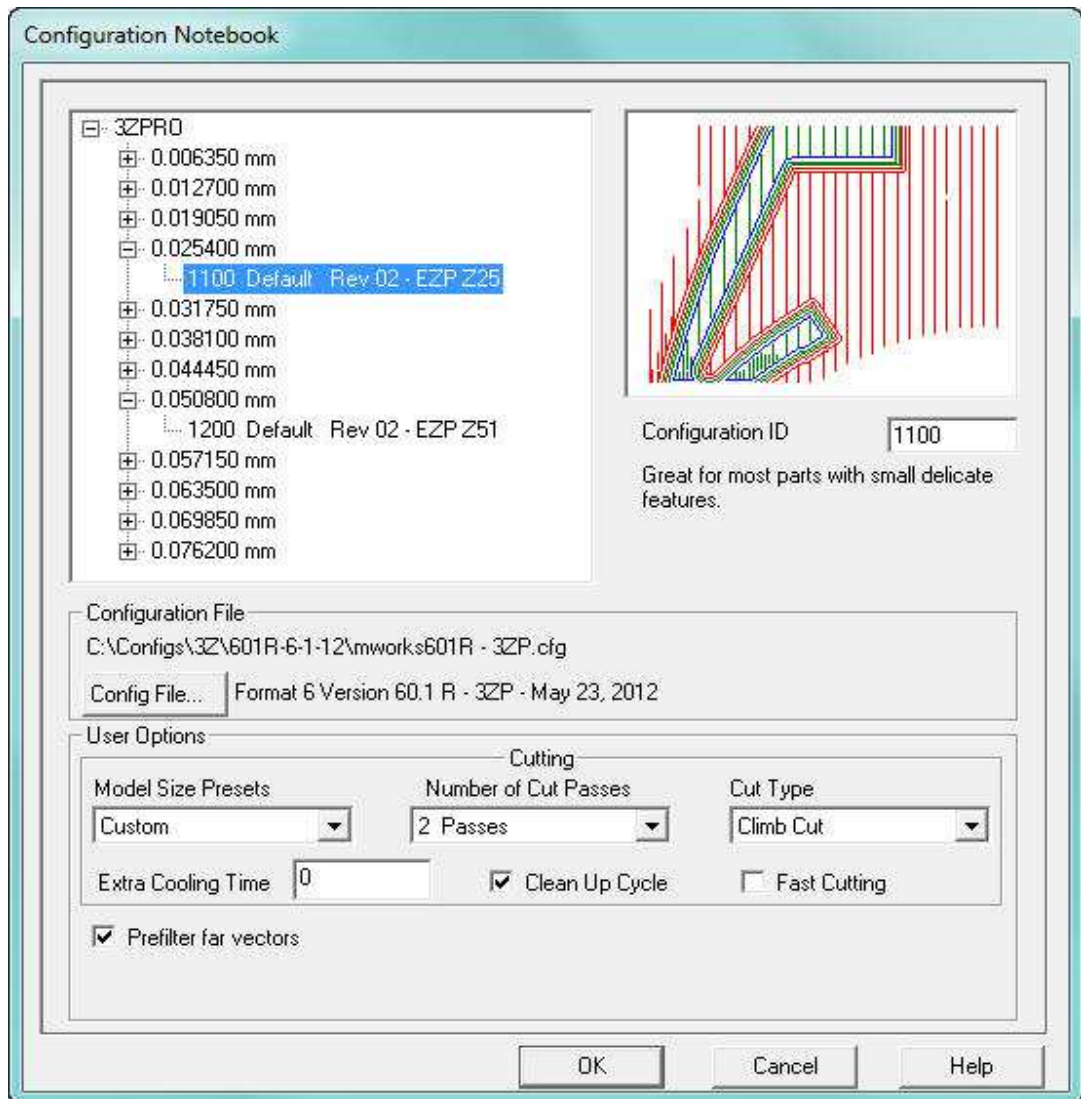 Configuration Notebook
3ZPRO
0.006350 mm
0.012700 mm
0.019050 mm
0.025400 mm
1100 Default Rev 02 - EZP Z25
0.031750 mm
0.038100 mm
0.044450 mm
0.050800 mm
1200 Default Rev 02 - EZP Z51
0.057150 mm
0.063500 mm
0.069850 mm
0.076200 mm
Configuration ID 1100
Great for most parts with small delicate
features.
Configuration File
C:\Configs\3Z\601R-6-1-12\mworks601R - 3ZP.cfg
Config File... Format 6 Version 60.1 R - 3ZP - May 23, 2012
User Options
Cutting
Model Size Presets Number of Cut Passes Cut Type
Custom 2 Passes Climb Cut
Extra Cooling Time 0 Clean Up Cycle Fast Cutting
Prefilter far vectors
OK Cancel Help